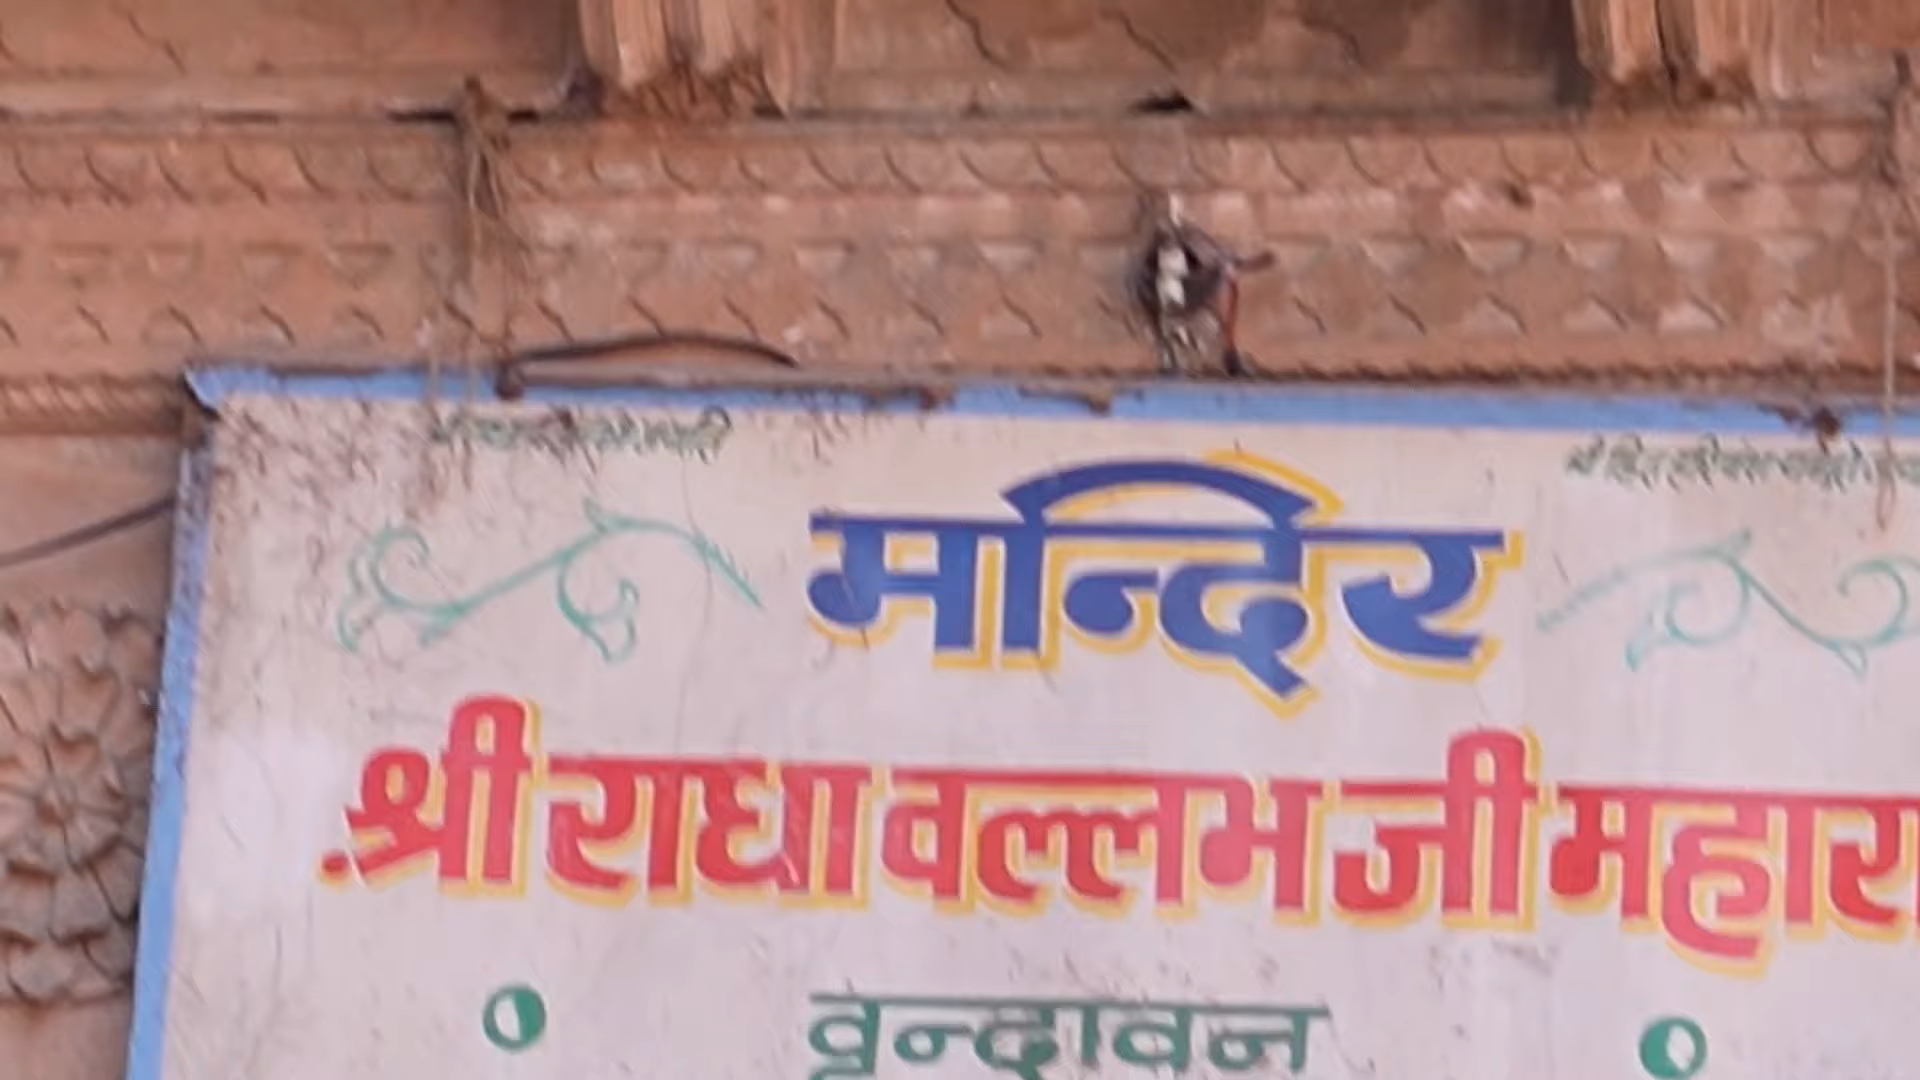 मन्दिर
श्री राधा वल्लभ जी महारा
वृन्दावन